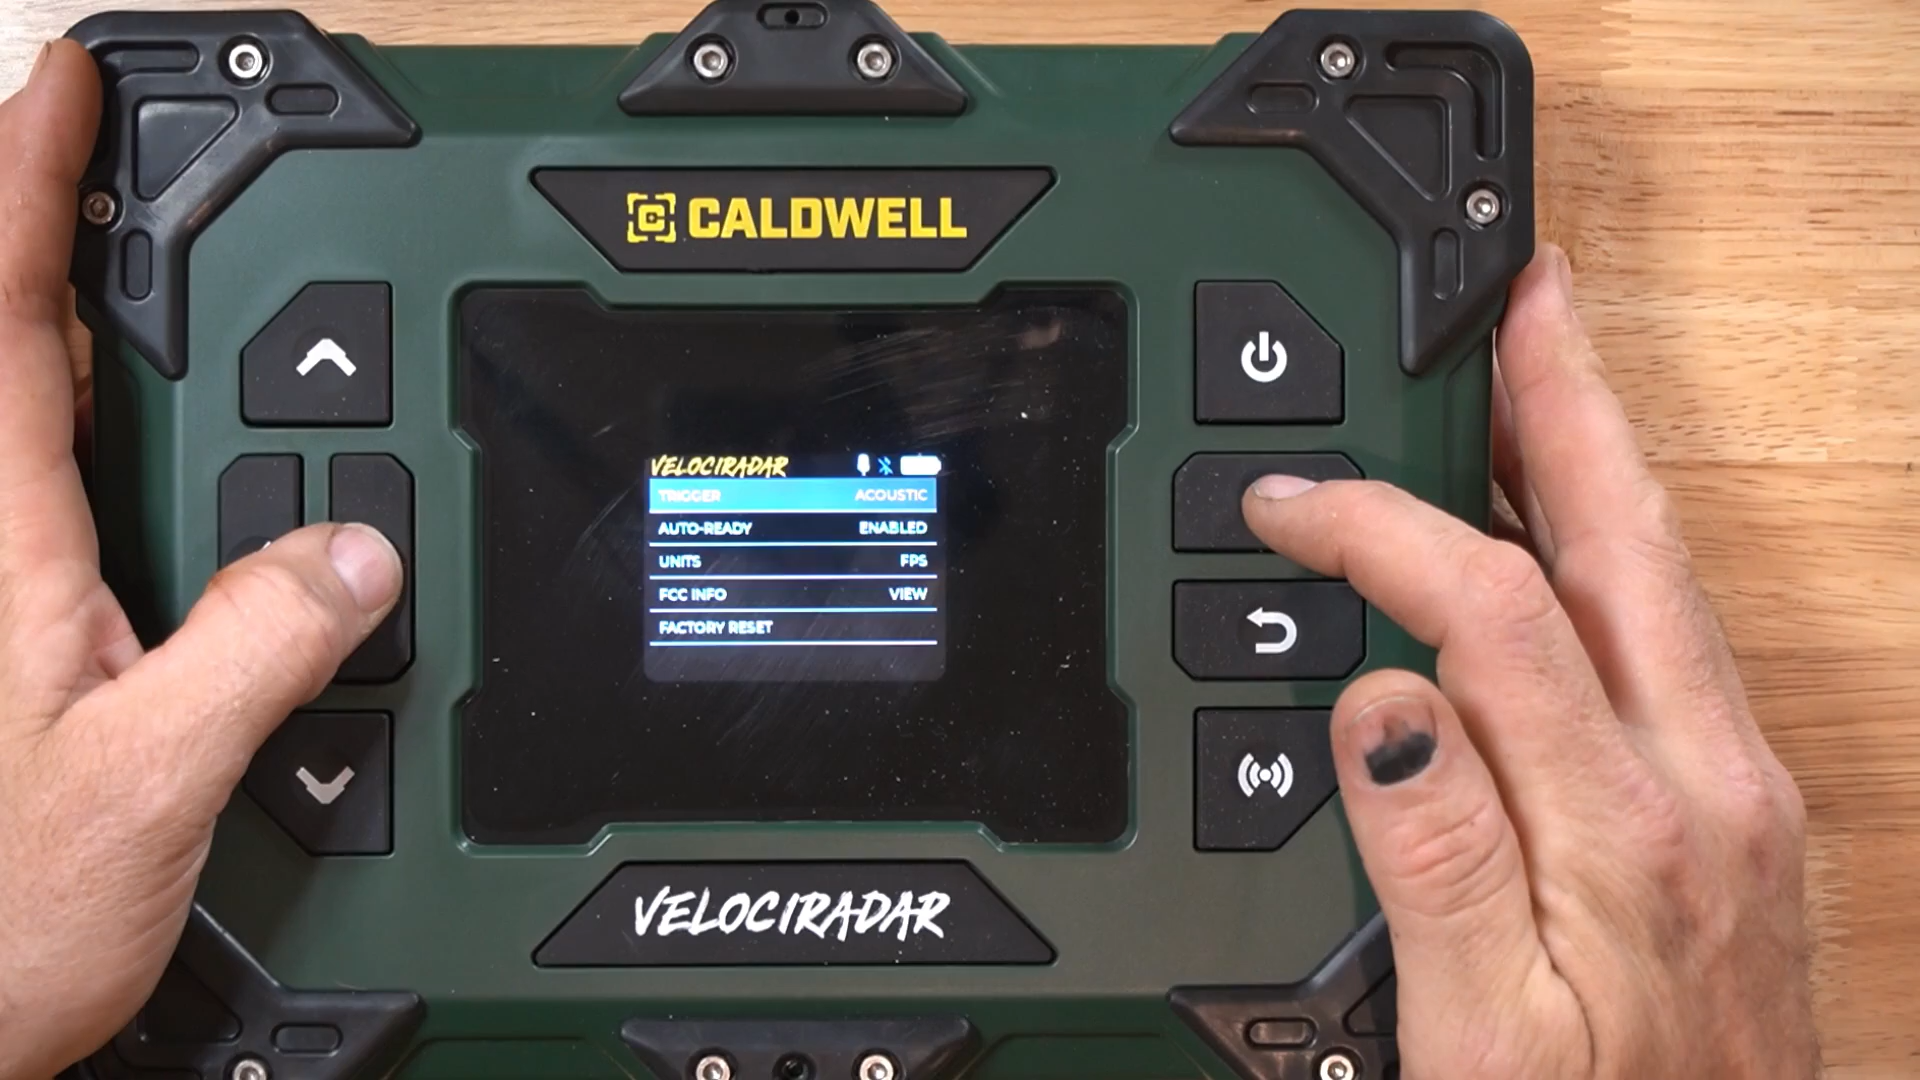 CALDWELL
VELOCIRADAR
TRIGGER ACOUSTIC
AUTO-READY ENABLED
UNITS FPS
FCC INFO VIEW
FACTORY RESET
VELOCIRADAR